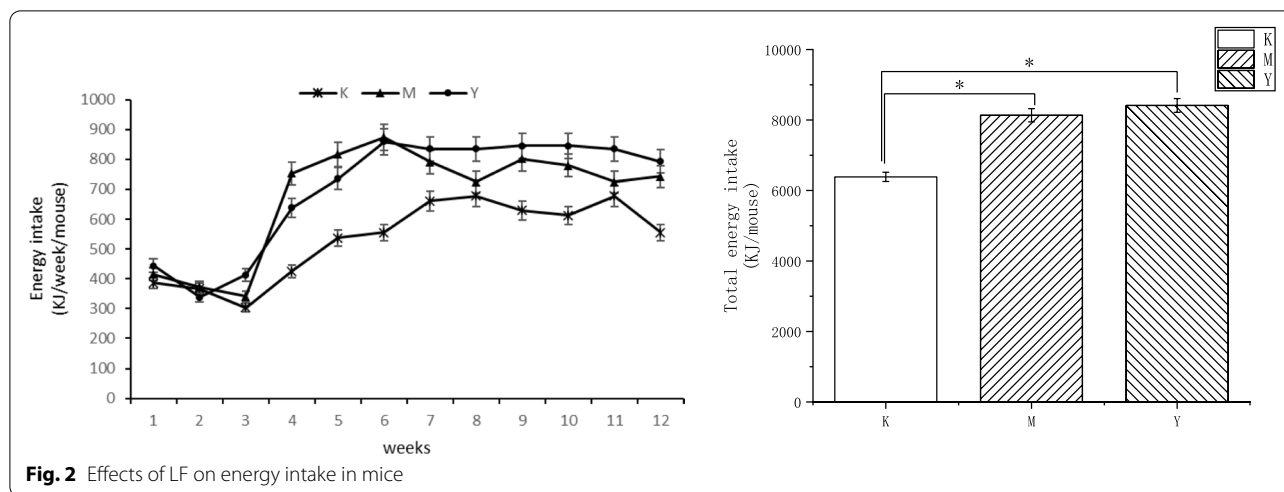 K M Y
1000
900
800
700
600
500
400
300
200
100
0
Energy intake
(KJ/week/mouse)
1 2 3 4 5 6 7 8 9 10 11 12
weeks
K
M
Y
10000
8000
6000
4000
2000
0
Total energy intake
(KJ/mouse)
*
*
K M Y
Fig. 2 Effects of LF on energy intake in mice